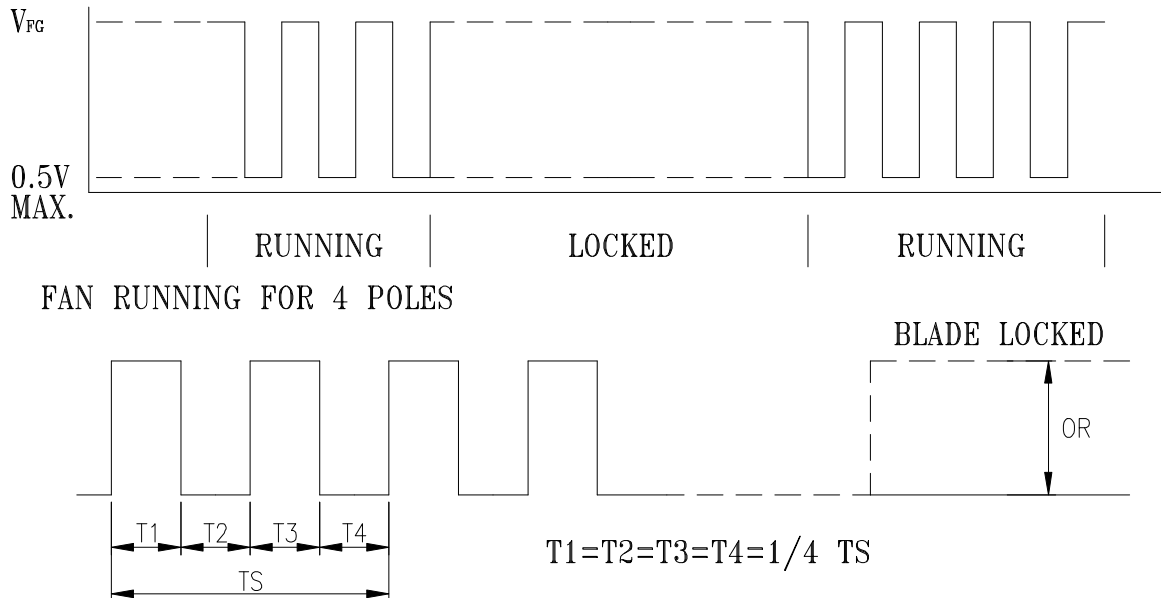 VFG
0.5V
MAX.
RUNNING LOCKED RUNNING
FAN RUNNING FOR 4 POLES
BLADE LOCKED
OR
T1 T2 T3 T4
T1=T2=T3=T4=1/4 TS
TS